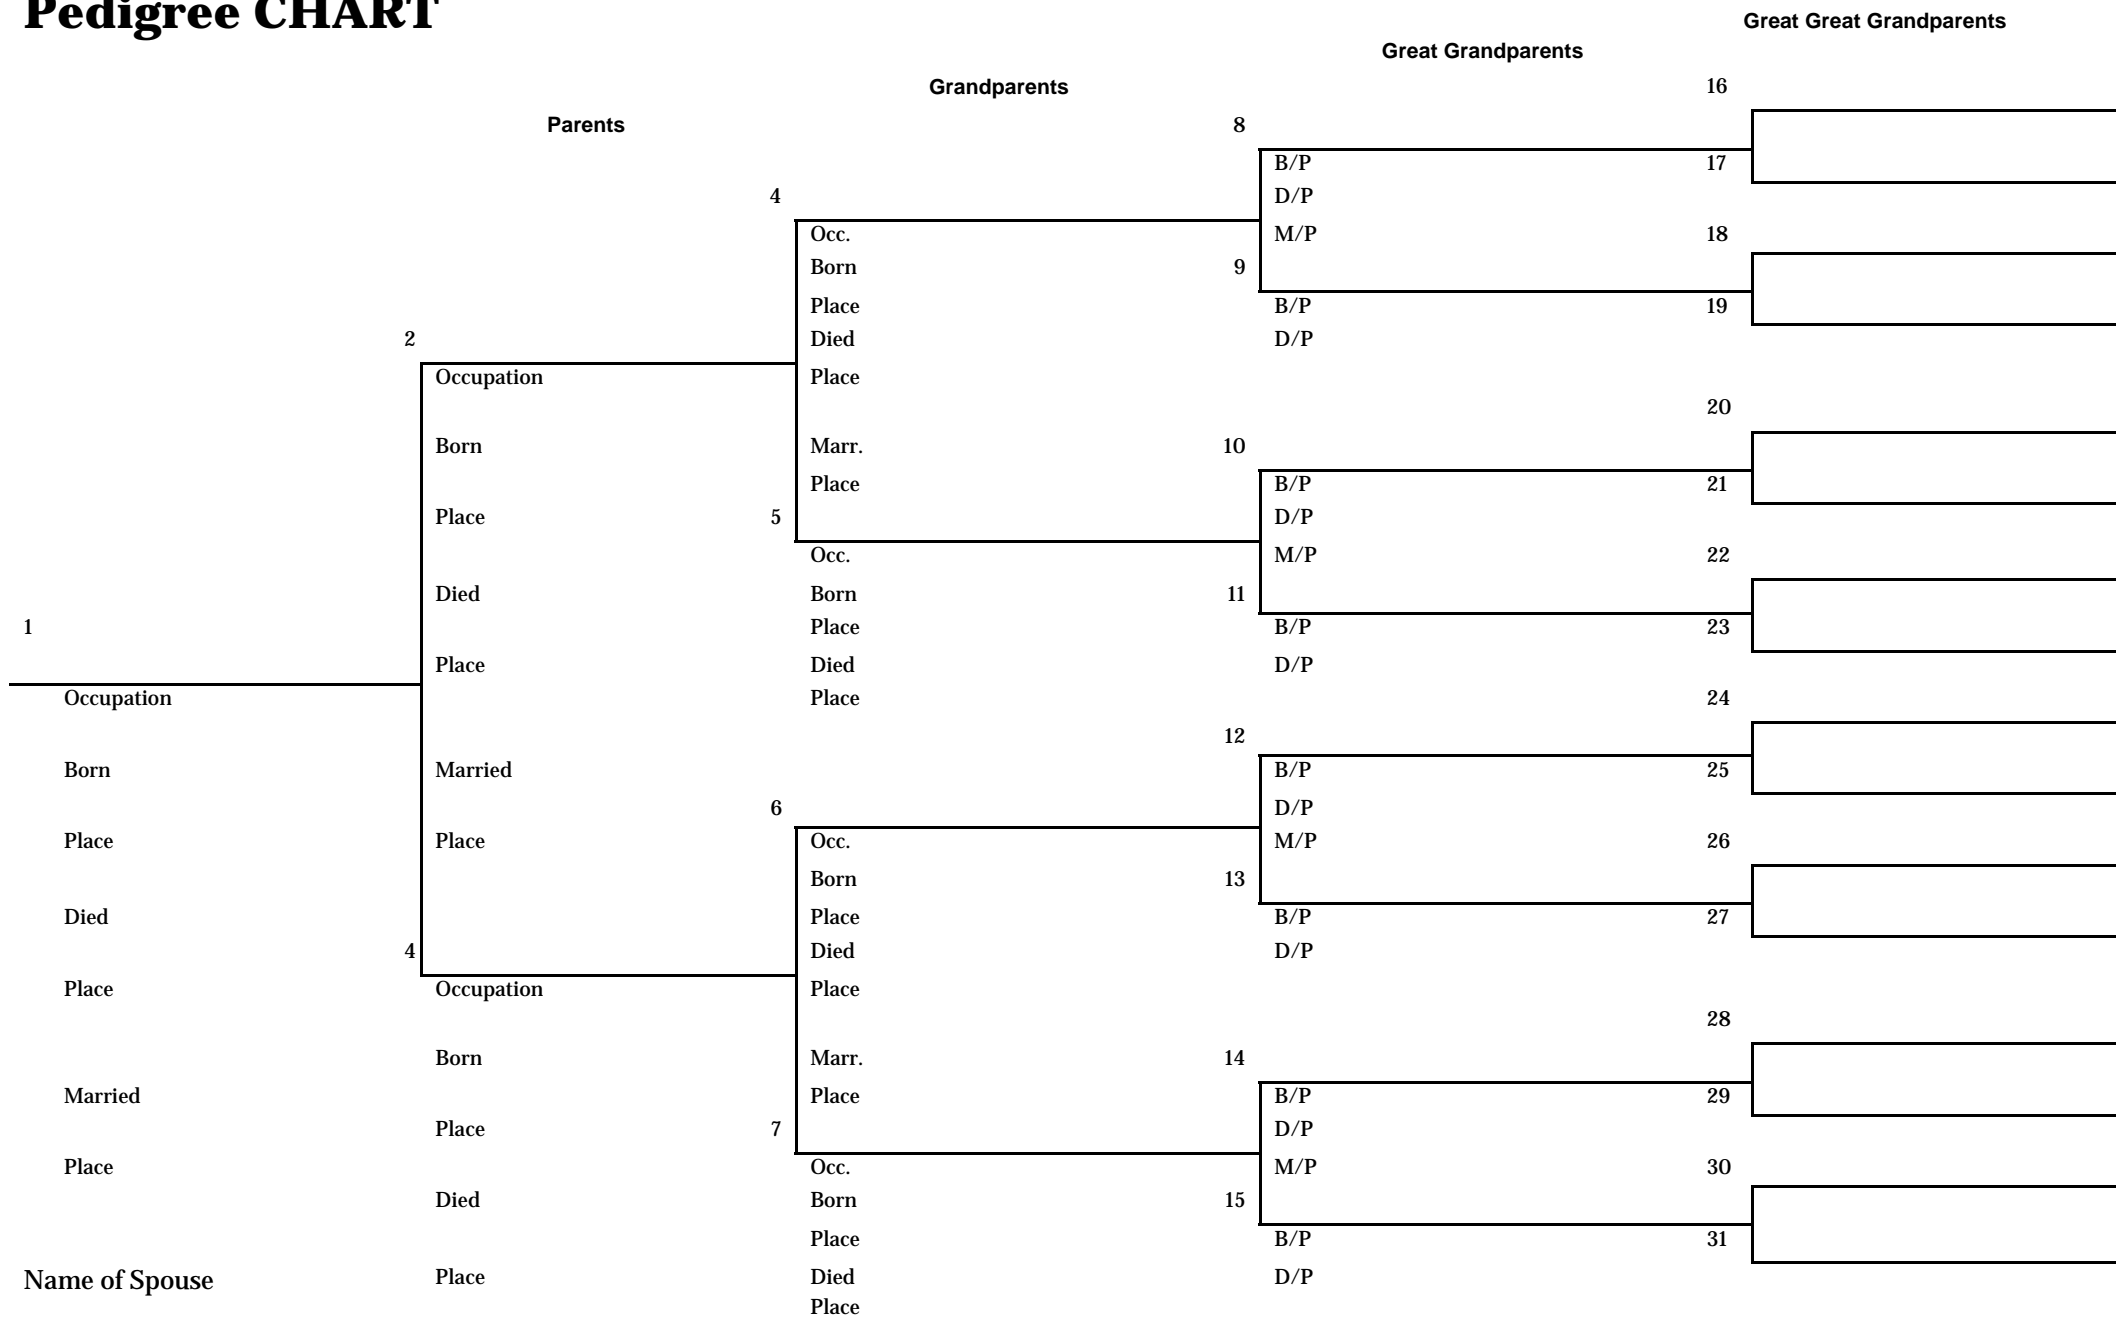 Pedigree CHART
Great Great Grandparents
Great Grandparents
Grandparents 16
Parents 8
B/P 17
4 D/P
Occ. M/P 18
Born 9
Place B/P 19
2 Died D/P
Occupation Place
20
Born Marr. 10
Place B/P 21
Place 5 D/P
Occ. M/P 22
Died Born 11
1 Place B/P 23
Place Died D/P
Occupation Place 24
12
Born Married B/P 25
6 D/P
Place Place Occ. M/P 26
Born 13
Died Place B/P 27
4 Died D/P
Place Occupation Place
28
Born Marr. 14
Married Place B/P 29
Place 7 D/P
Place Occ. M/P 30
Died Born 15
Place B/P 31
Name of Spouse Place Died D/P
Place